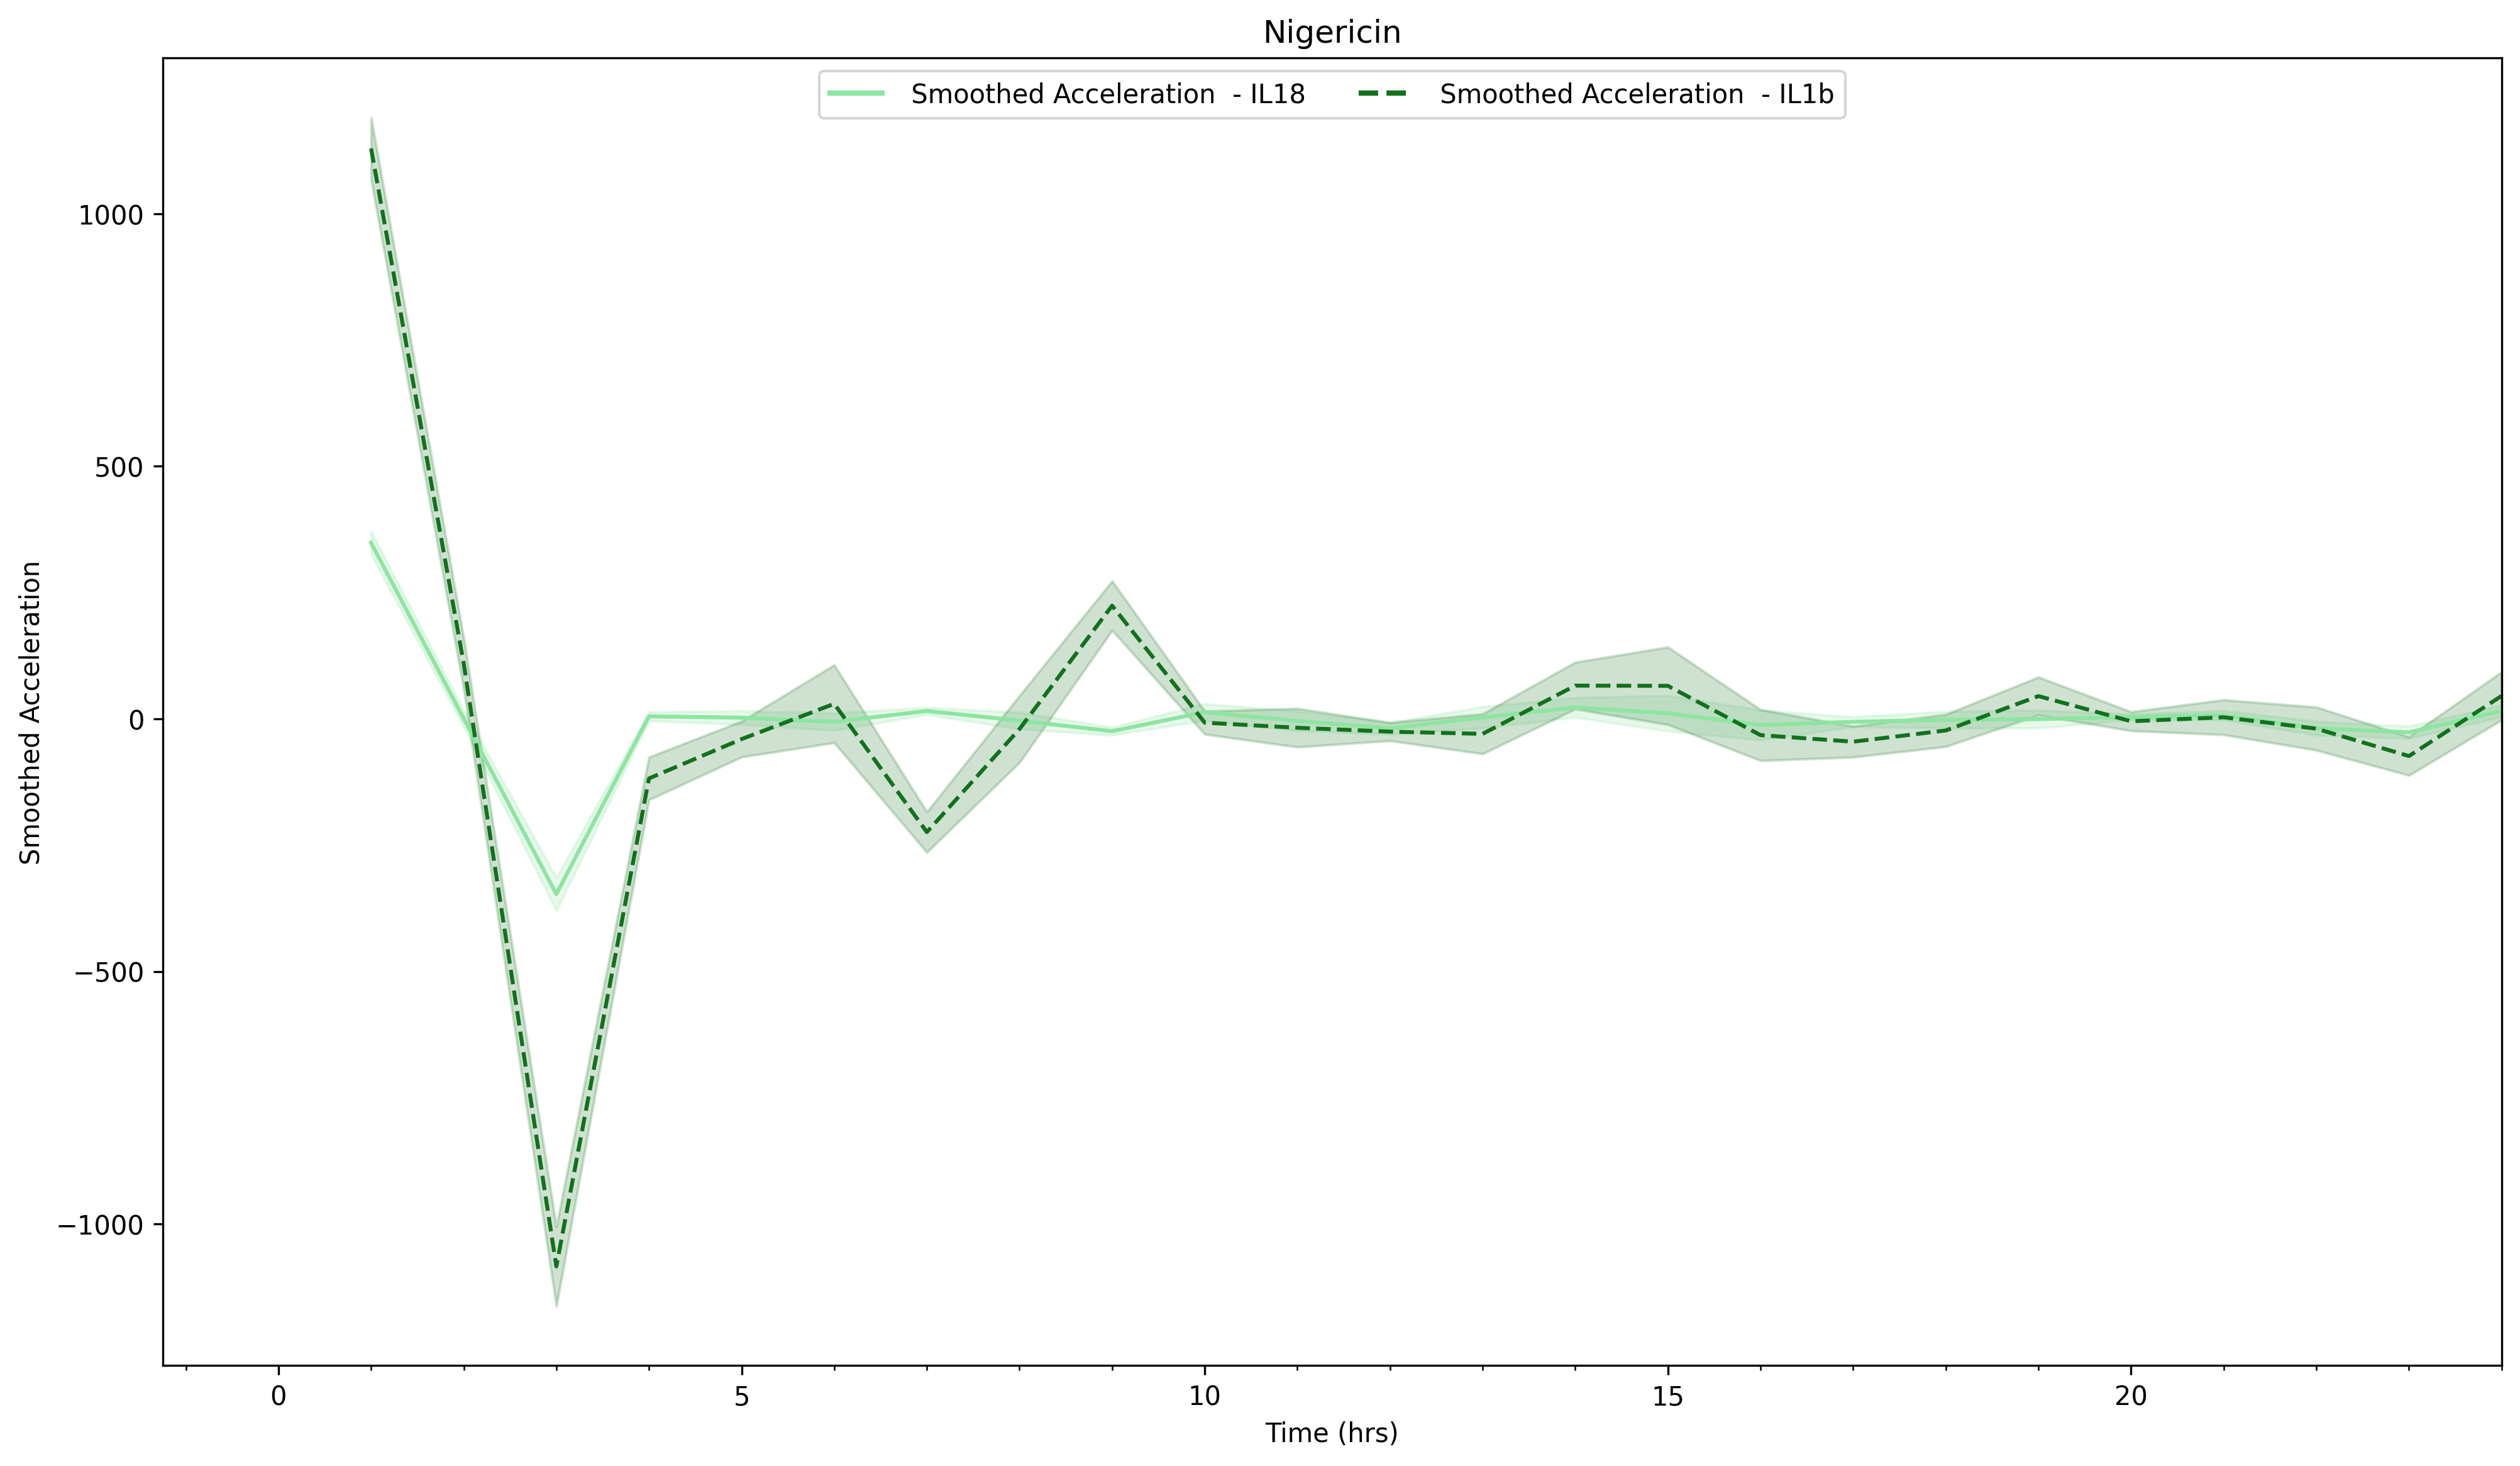 Nigericin
Smoothed Acceleration - IL18
Smoothed Acceleration - IL1b
Smoothed Acceleration
1000
500
0
−500
−1000
0
5
10
15
20
Time (hrs)